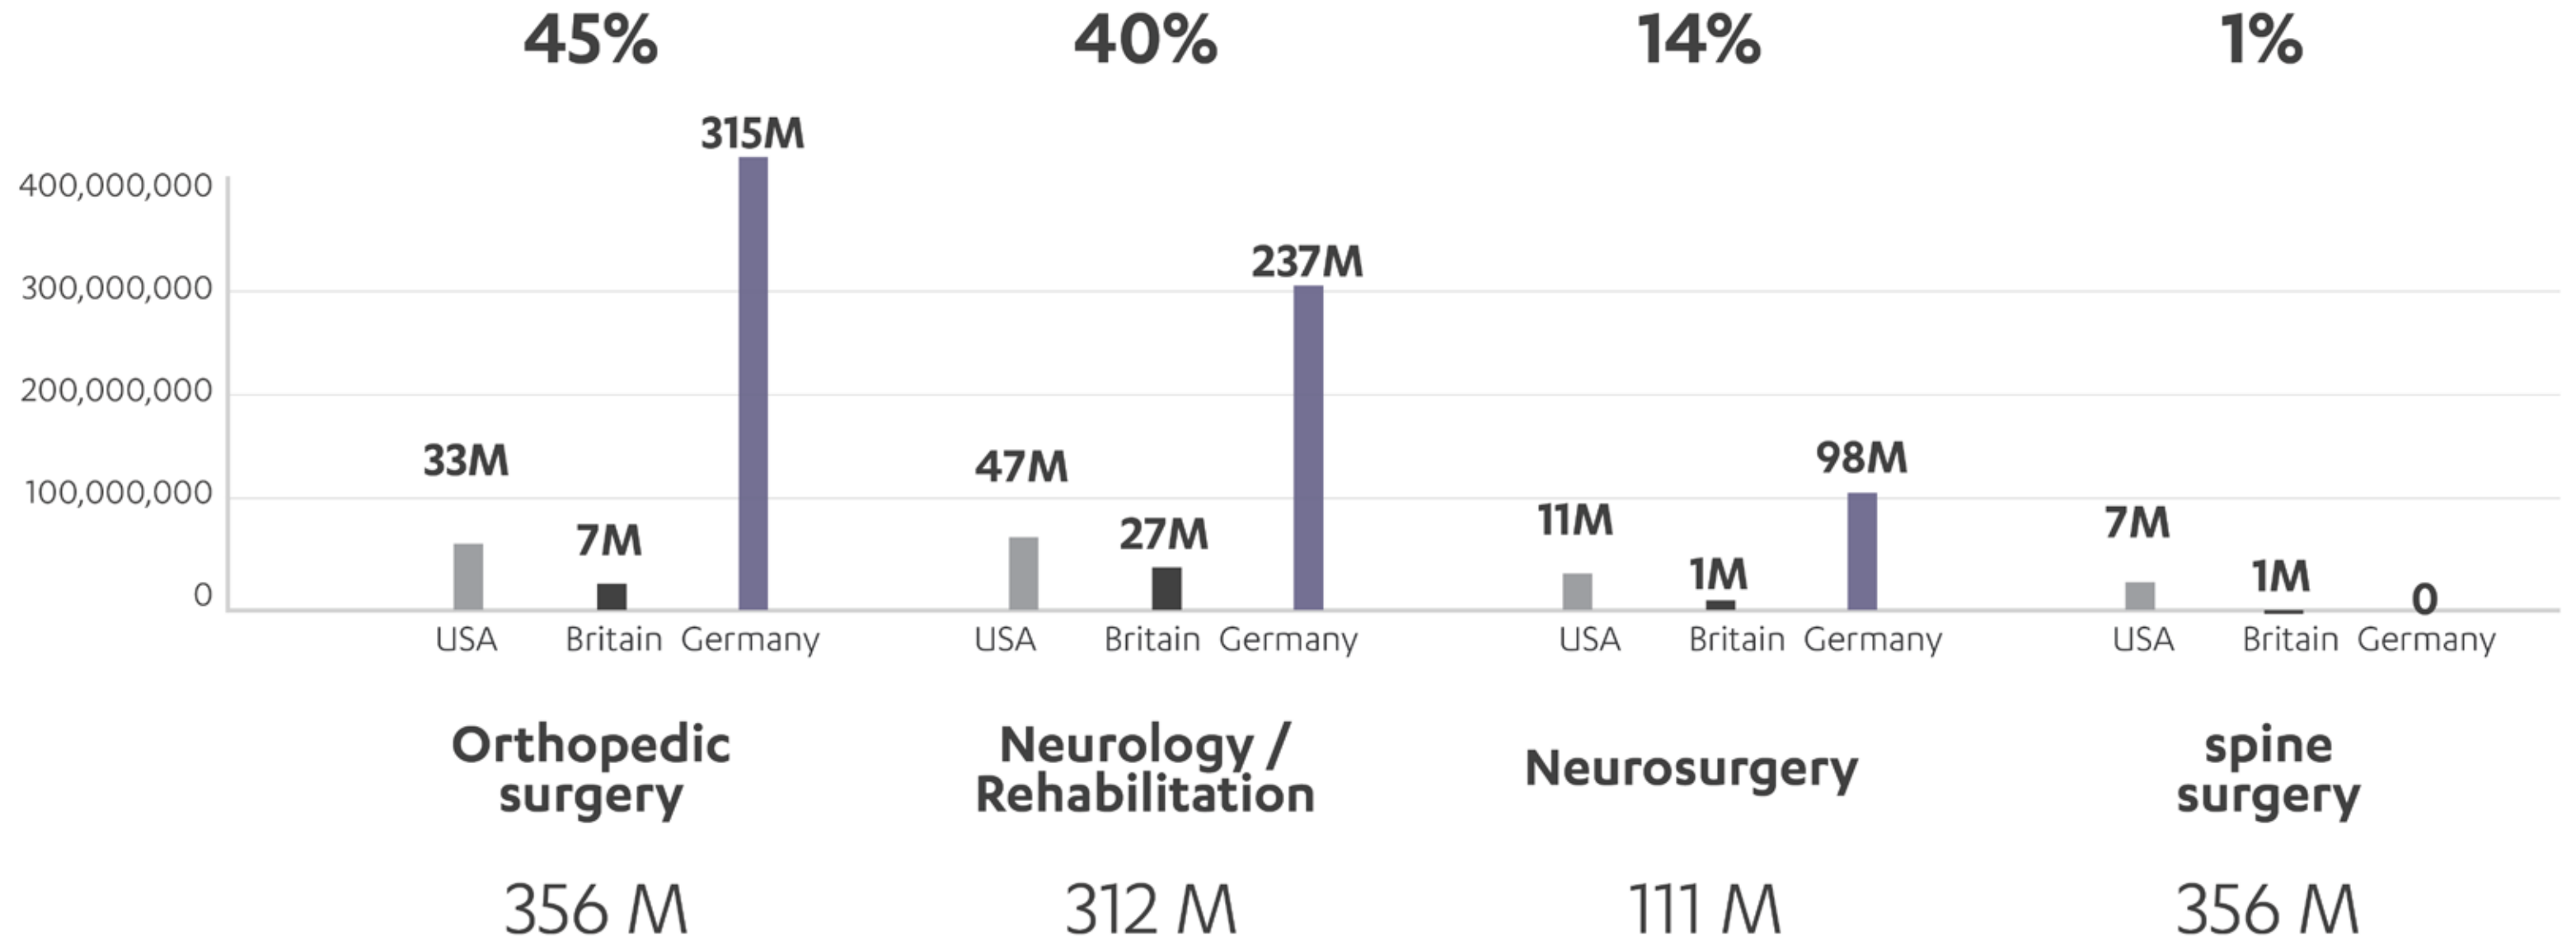 45% 40% 14% 1%
315M
400,000,000
237M
300,000,000
200,000,000
33M 47M 98M
100,000,000
11M 7M
7M 27M 1M 1M
0 0
USA Britain Germany USA Britain Germany USA Britain Germany USA Britain Germany
Orthopedic
surgery
Neurology /
Rehabilitation
Neurosurgery
spine
surgery
356 M 312 M 111 M 356 M